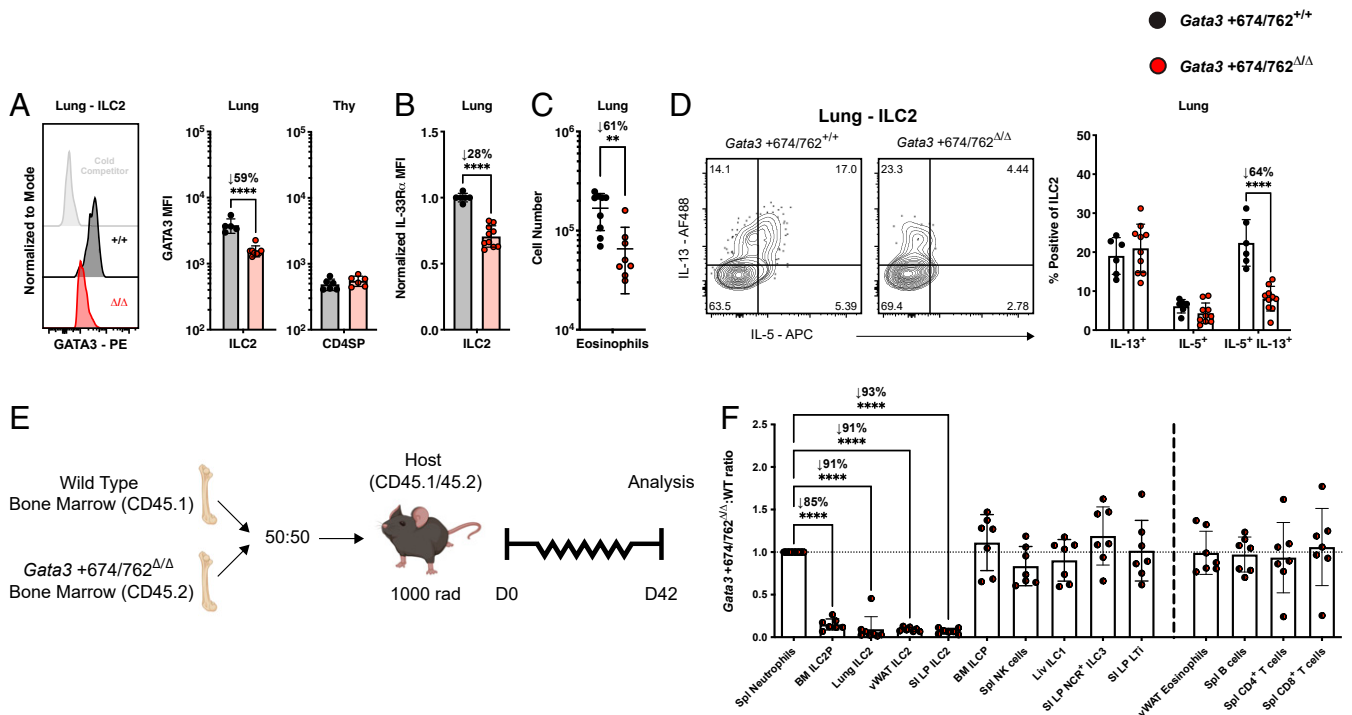 Gata3 +674/762+/+
Gata3 +674/762Δ/Δ
A
Lung - ILC2
Normalized to Mode
Cold
Competitor
+/+
Δ/Δ
GATA3 - PE
Lung
Thy
GATA3 MFI
10^5
10^4
10^3
10^2
↓59%
****
ILC2
10^5
10^4
10^3
10^2
CD4SP
B
Lung
Normalized IL-33Rα MFI
1.5
1.0
0.5
0.0
↓28%
****
ILC2
C
Lung
Cell Number
10^6
10^5
10^4
↓61%
**
Eosinophils
D
Lung - ILC2
Gata3 +674/762+/+
Gata3 +674/762Δ/Δ
14.1
17.0
63.5
5.39
23.3
4.44
69.4
2.78
IL-13 - AF488
IL-5 - APC
Lung
% Positive of ILC2
50
40
30
20
10
0
↓64%
****
IL-13+
IL-5+
IL-5+ IL-13+
E
Wild Type
Bone Marrow (CD45.1)
Gata3 +674/762Δ/Δ
Bone Marrow (CD45.2)
50:50
Host
(CD45.1/45.2)
1000 rad
Analysis
D0
D42
F
Gata3 +674/762Δ/Δ:WT ratio
2.5
2.0
1.5
1.0
0.5
0.0
↓93%
****
↓91%
****
↓91%
****
↓85%
****
Spl Neutrophils
BM ILC2P
Lung ILC2
vWAT ILC2
SI LP ILC2
BM ILCP
Spl NK cells
Liv ILC1
SI LP NCR+ ILC3
SI LP LTi
vWAT Eosinophils
Spl B cells
Spl CD4+ T cells
Spl CD8+ T cells